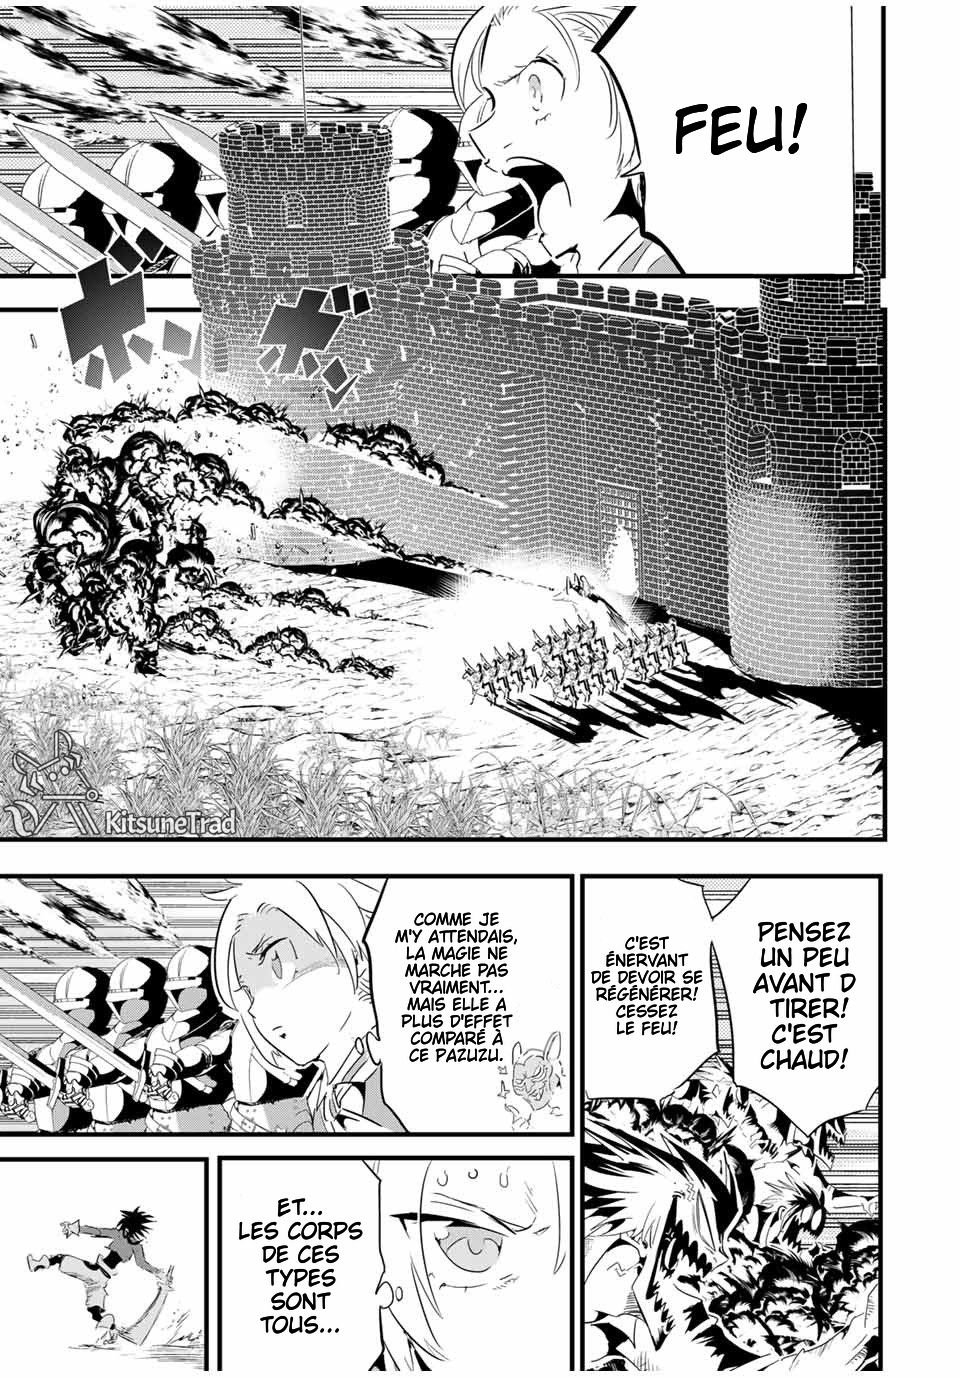 FEU!
PENSEZ
UN PEU
AVANT D
TIRER!
C'EST
CHAUD!
C'EST
ÉNERVANT
DE DEVOIR SE
RÉGÉNÉRER!
CESSEZ
LE FEU!
COMME JE
M'Y ATTENDAIS,
LA MAGIE NE
MARCHE PAS
VRAIMENT...
MAIS ELLE A
PLUS D'EFFET
COMPARÉ À
CE PAZUZU.
ET...
LES CORPS
DE CES
TYPES
SONT
TOUS...
KitsuneTrad